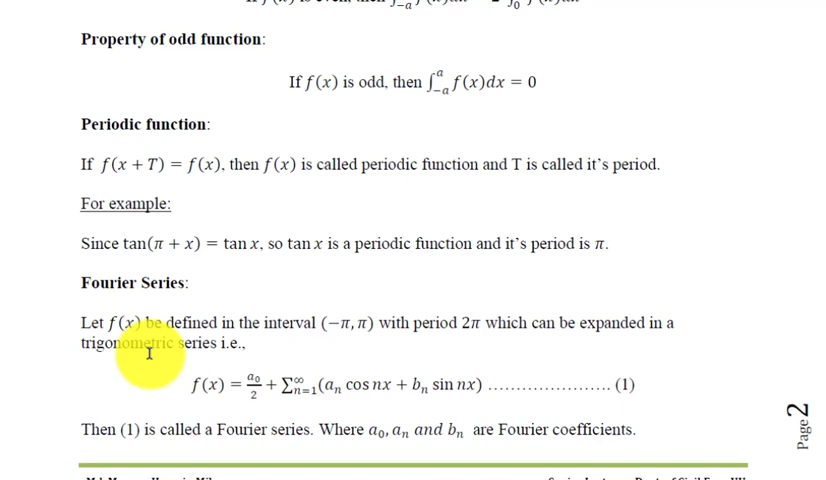 Property of odd function:
If f(x) is odd, then ∫_{-a}^{a} f(x)dx = 0
Periodic function:
If f(x + T) = f(x), then f(x) is called periodic function and T is called it's period.
For example:
Since tan(π + x) = tan x, so tan x is a periodic function and it's period is π.
Fourier Series:
Let f(x) be defined in the interval (−π, π) with period 2π which can be expanded in a
trigonometric series i.e.,
f(x) = a₀/2 + ∑_{n=1}^{∞}(aₙ cos nx + bₙ sin nx) ........................ (1)
Then (1) is called a Fourier series. Where a₀, aₙ and bₙ are Fourier coefficients.
Page 2